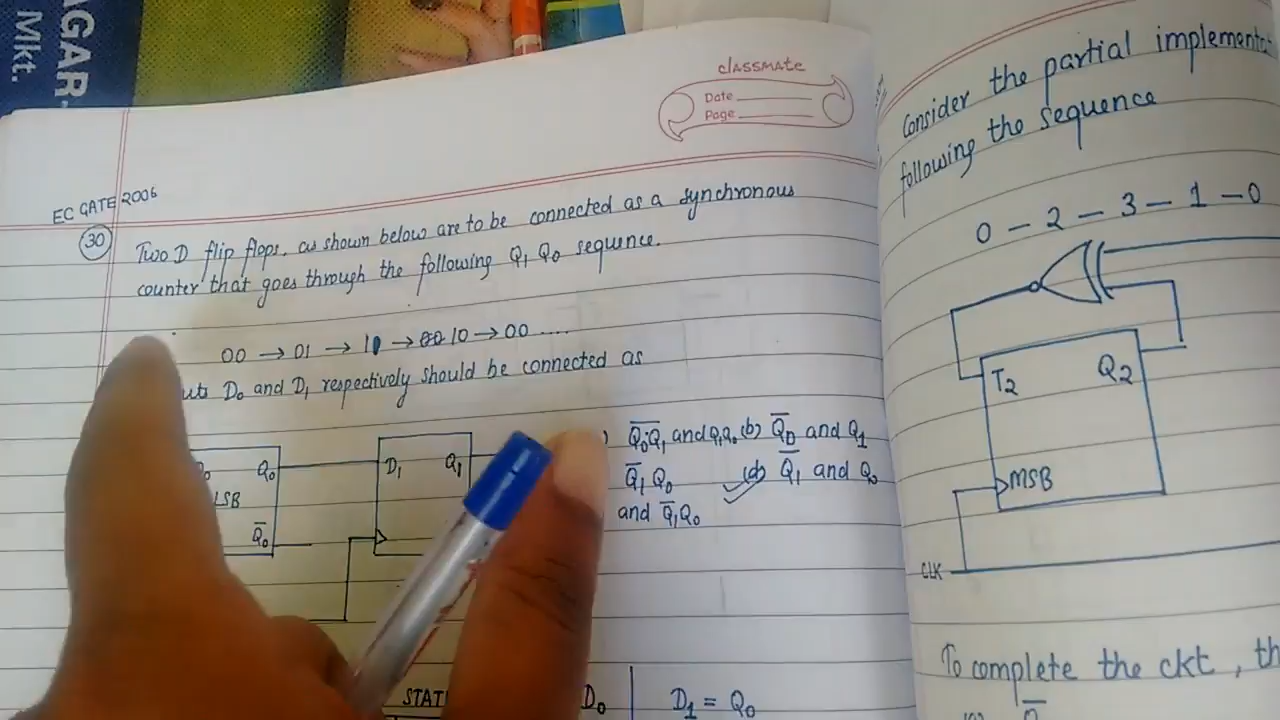 AGAR
Mkt.
classmate
Date
Page
EC GATE 2006
30
Two D flip flops, as shown below are to be connected as a synchronous
counter that goes through the following Q1 Q0 sequence.
00 → 01 → 11 → 10 → 00 ....
D0 and D1 respectively should be connected as
Q̅0Q̅1 and Q1Q0 (b) Q̅0 and Q1
Q̅1 Q0 (d) Q̅1 and Q0
and Q̅1Q0
Q0 D1 Q1
LSB
Q̅0
D0 D1 = Q0
Consider the partial
following the sequence
0 - 2 - 3 - 1 - 0
T2 Q2
MSB
CLK
To complete the ckt,